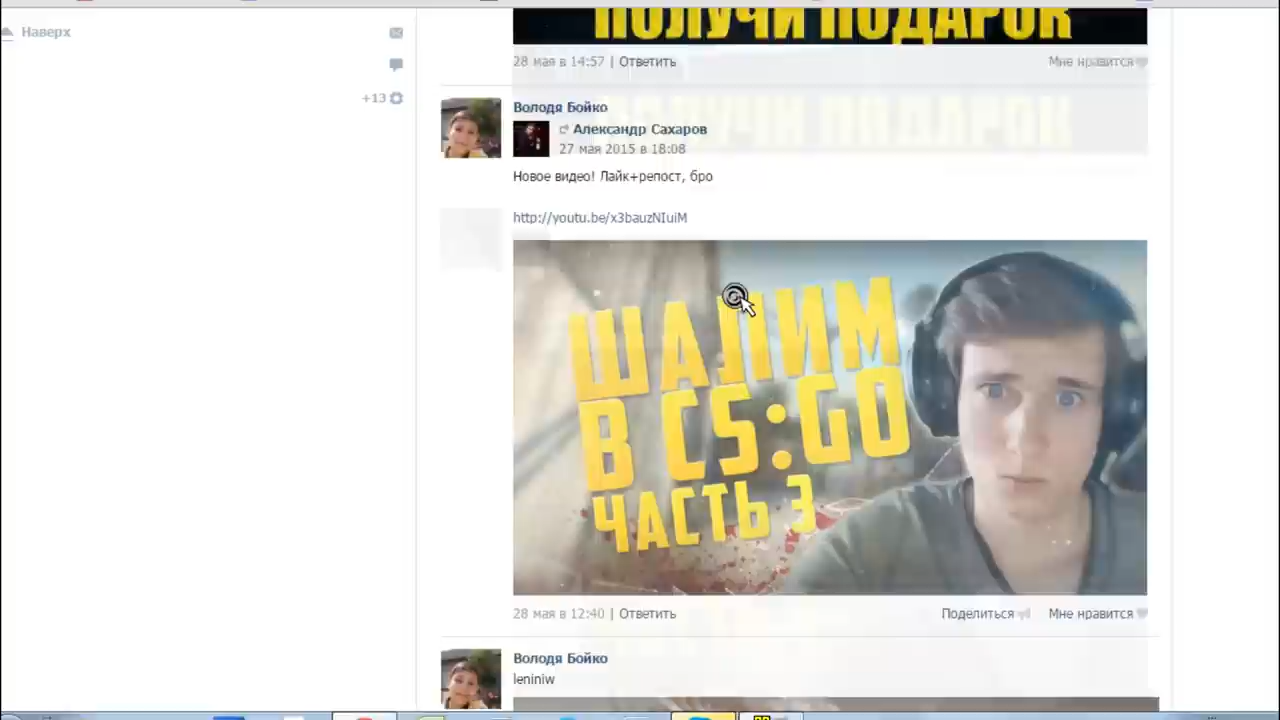 Наверх
ПОЛУЧИ ПОДАРОК
28 мая в 14:57 | Ответить
Мне нравится
+13
Володя Бойко
Александр Сахаров
27 мая 2015 в 18:08
Новое видео! Лайк+репост, бро
http://youtu.be/x3bauzNIuiM
ШАЛИМ
В CS:GO
ЧАСТЬ 3
28 мая в 12:40 | Ответить
Поделиться
Мне нравится
Володя Бойко
leniniw